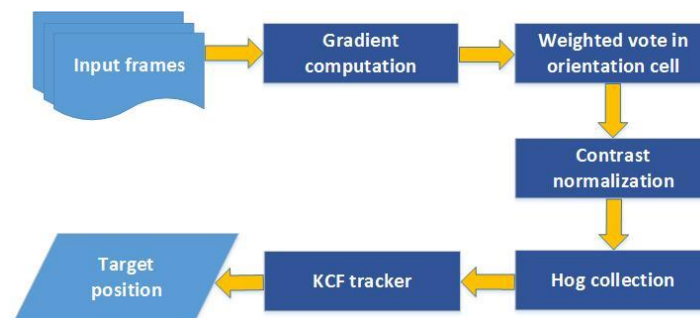 Input frames
Gradient
computation
Weighted vote in
orientation cell
Contrast
normalization
Hog collection
KCF tracker
Target
position